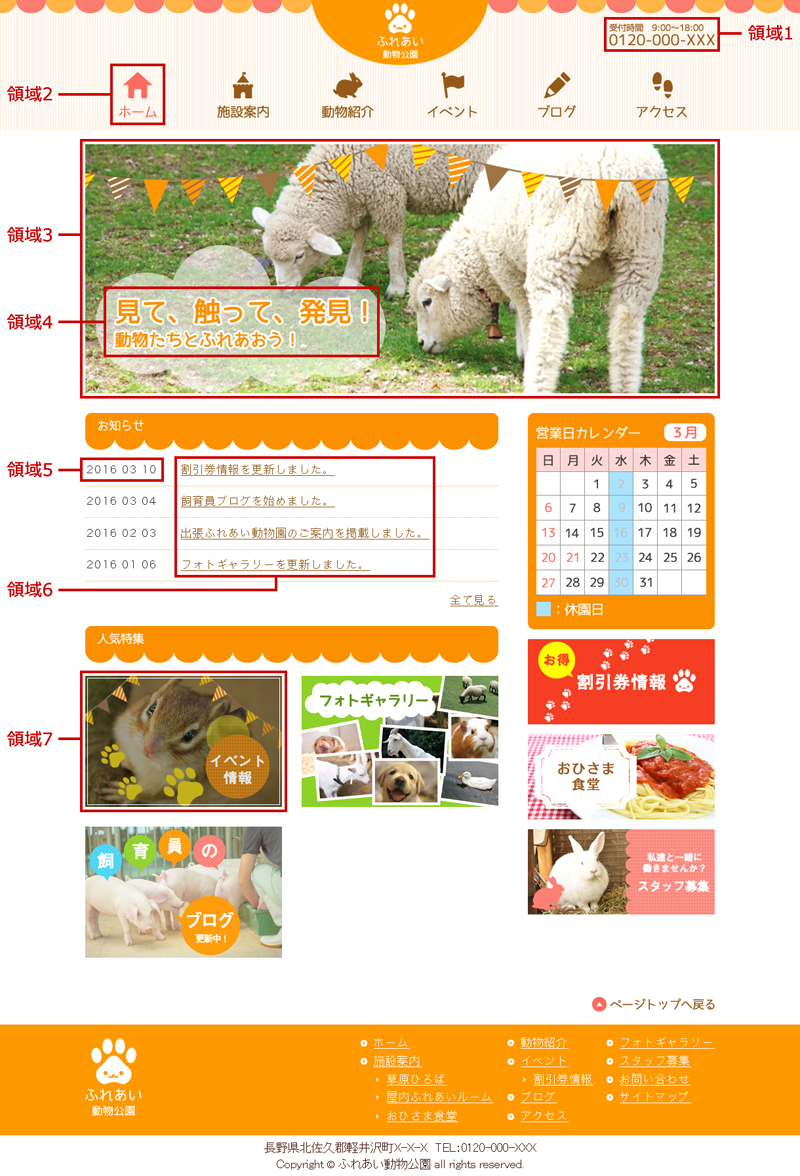 ふれあい
動物公園
受付時間 9:00～18:00
0120-000-XXX
領域1
領域2
ホーム
施設案内
動物紹介
イベント
ブログ
アクセス
領域3
領域4
見て、触って、発見！
動物たちとふれあおう！
お知らせ
領域5
2016 03 10 割引券情報を更新しました。
2016 03 04 飼育員ブログを始めました。
2016 02 03 出張ふれあい動物園のご案内を掲載しました。
2016 01 06 フォトギャラリーを更新しました。
領域6
全て見る
営業日カレンダー 3月
日 月 火 水 木 金 土
1 2 3 4 5
6 7 8 9 10 11 12
13 14 15 16 17 18 19
20 21 22 23 24 25 26
27 28 29 30 31
：休園日
人気特集
領域7
イベント
情報
フォトギャラリー
飼育員の
ブログ
更新中！
お得
割引券情報
おひさま
食堂
私達と一緒に
働きませんか？
スタッフ募集
ページトップへ戻る
ふれあい
動物公園
ホーム
施設案内
草原ひろば
屋内ふれあいルーム
おひさま食堂
動物紹介
イベント
割引券情報
ブログ
アクセス
フォトギャラリー
スタッフ募集
お問い合わせ
サイトマップ
長野県北佐久郡軽井沢町X-X-X TEL:0120-000-XXX
Copyright © ふれあい動物公園 all rights reserved.